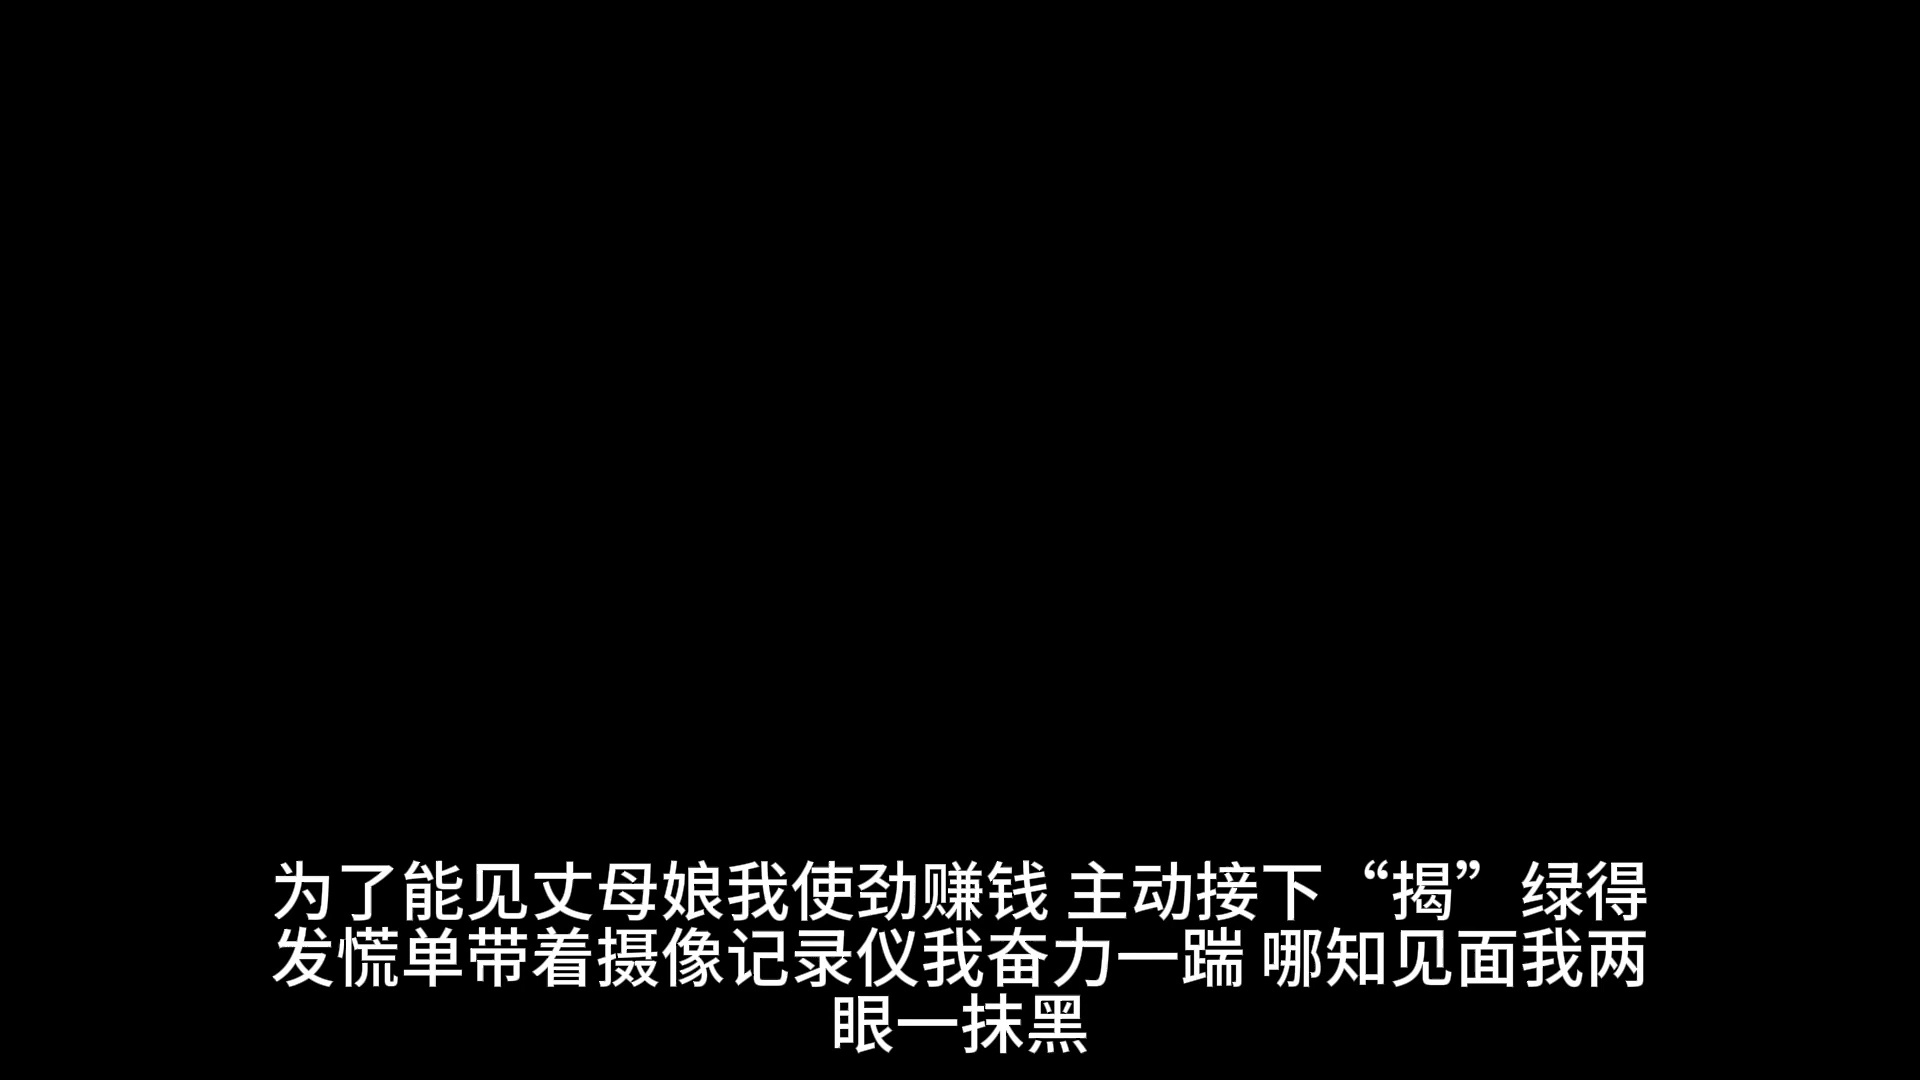 为了能见丈母娘我使劲赚钱 主动接下“揭”绿得
发慌单带着摄像记录仪我奋力一踹 哪知见面我两
眼一抹黑